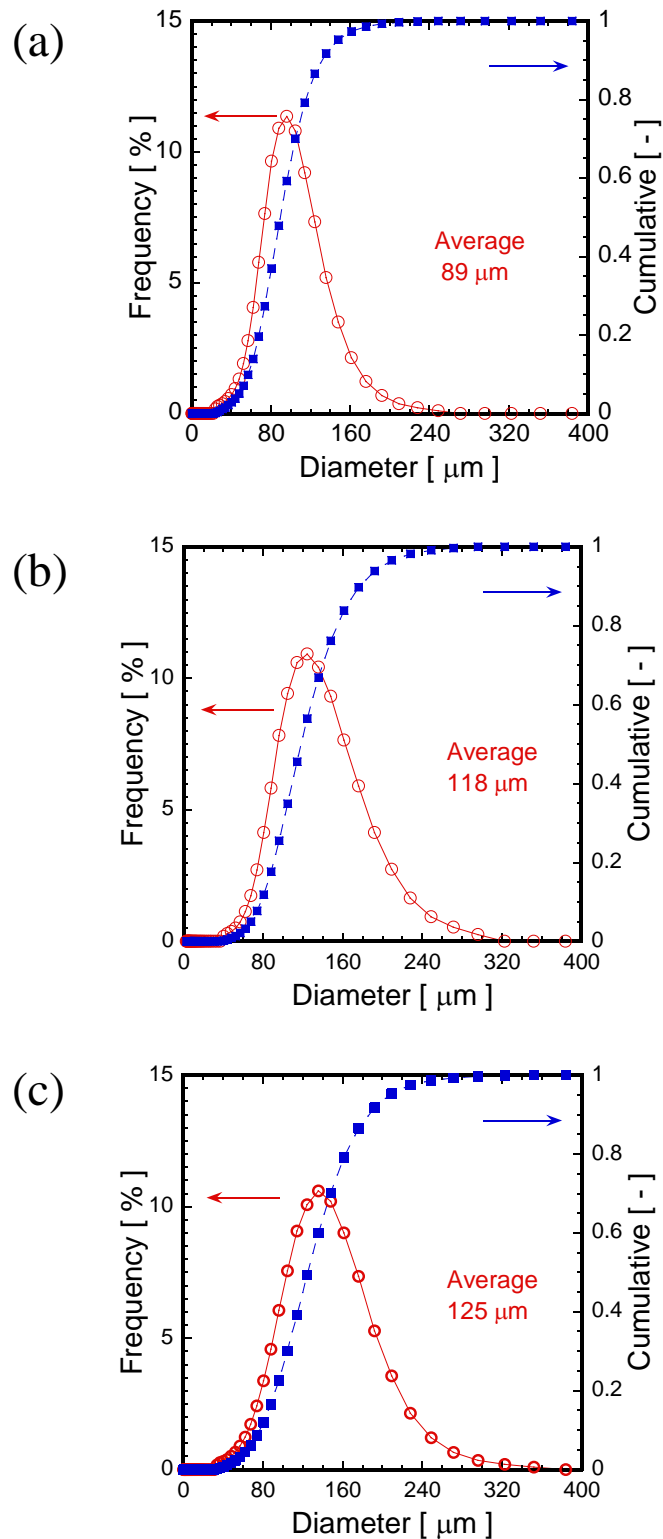 (a)
15
10
5
0
Frequency [ % ]
1
0.8
0.6
0.4
0.2
0
Cumulative [ - ]
Average
89 μm
0 80 160 240 320 400
Diameter [ μm ]
(b)
15
10
5
0
Frequency [ % ]
1
0.8
0.6
0.4
0.2
0
Cumulative [ - ]
Average
118 μm
0 80 160 240 320 400
Diameter [ μm ]
(c)
15
10
5
0
Frequency [ % ]
1
0.8
0.6
0.4
0.2
0
Cumulative [ - ]
Average
125 μm
0 80 160 240 320 400
Diameter [ μm ]